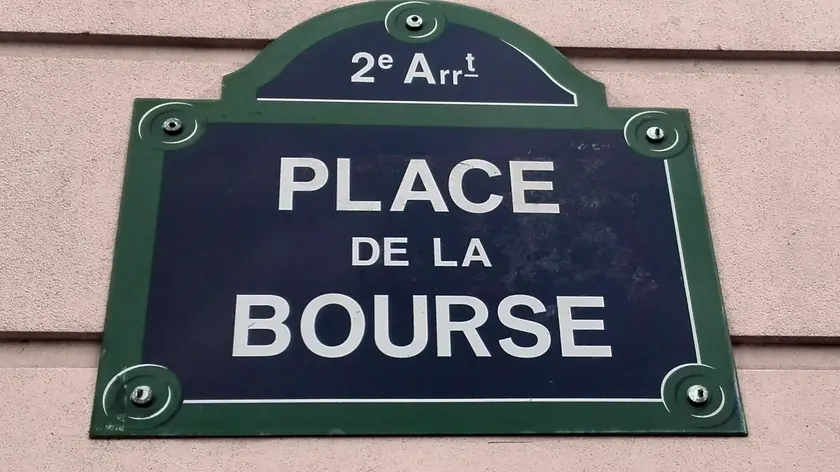 2e Arrt
PLACE
DE LA
BOURSE